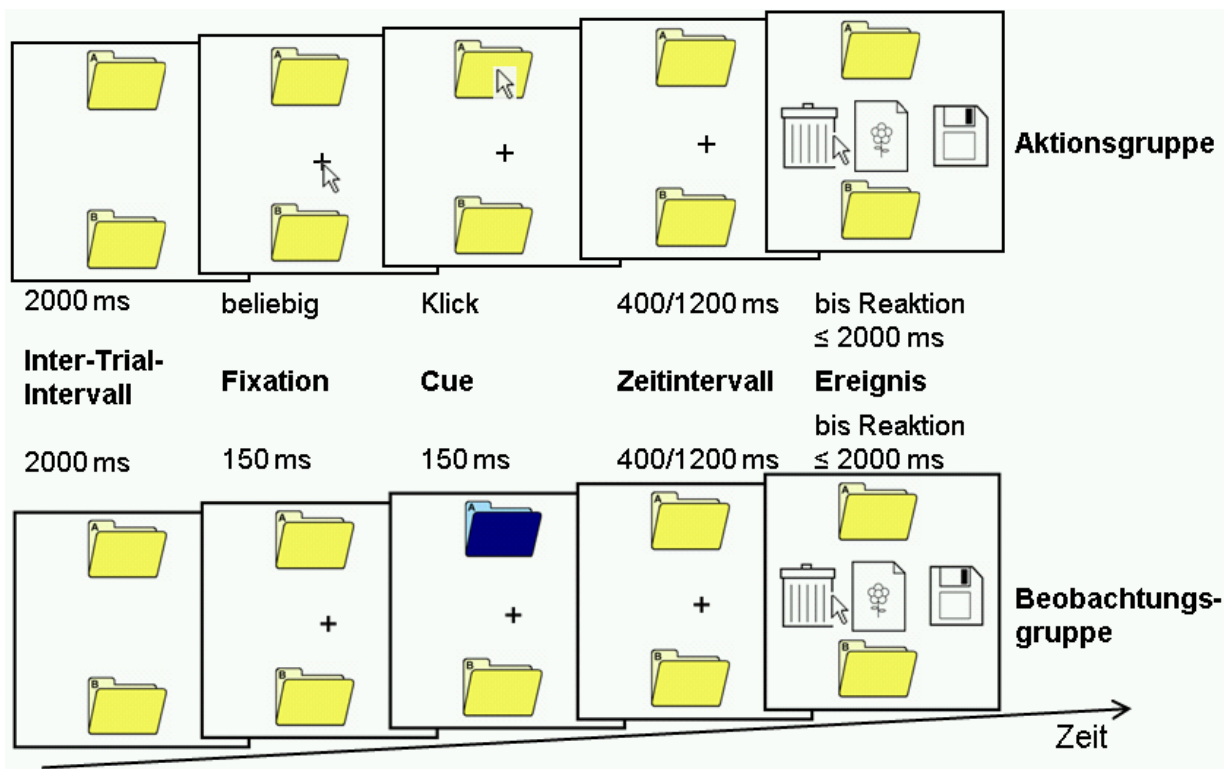 A
A
A
A
A
B
B
B
B
B
Aktionsgruppe
2000 ms
beliebig
Klick
400/1200 ms
bis Reaktion
≤ 2000 ms
Inter-Trial-
Intervall
Fixation
Cue
Zeitintervall
Ereignis
2000 ms
150 ms
150 ms
400/1200 ms
bis Reaktion
≤ 2000 ms
A
A
A
A
A
B
B
B
B
B
Beobachtungs-
gruppe
Zeit